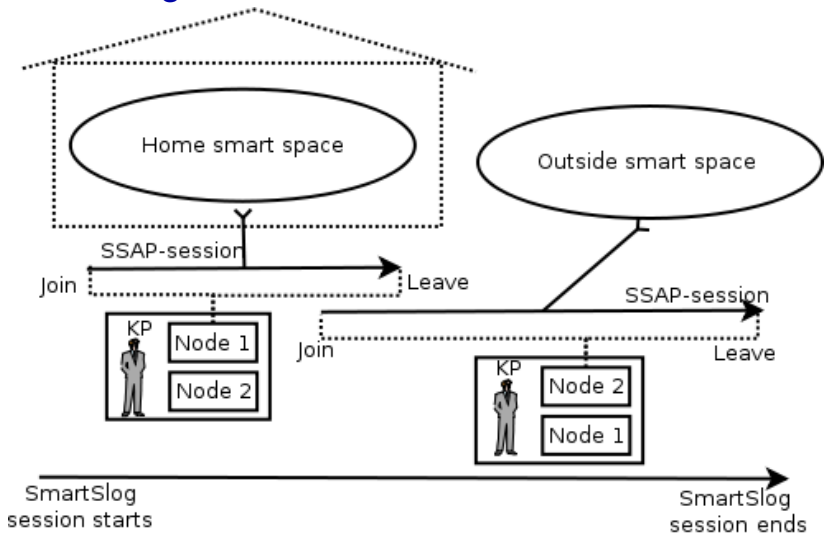 Home smart space
Outside smart space
SSAP-session
Join
Leave
SSAP-session
Join
Leave
KP
Node 1
Node 2
KP
Node 2
Node 1
SmartSlog
session starts
SmartSlog
session ends